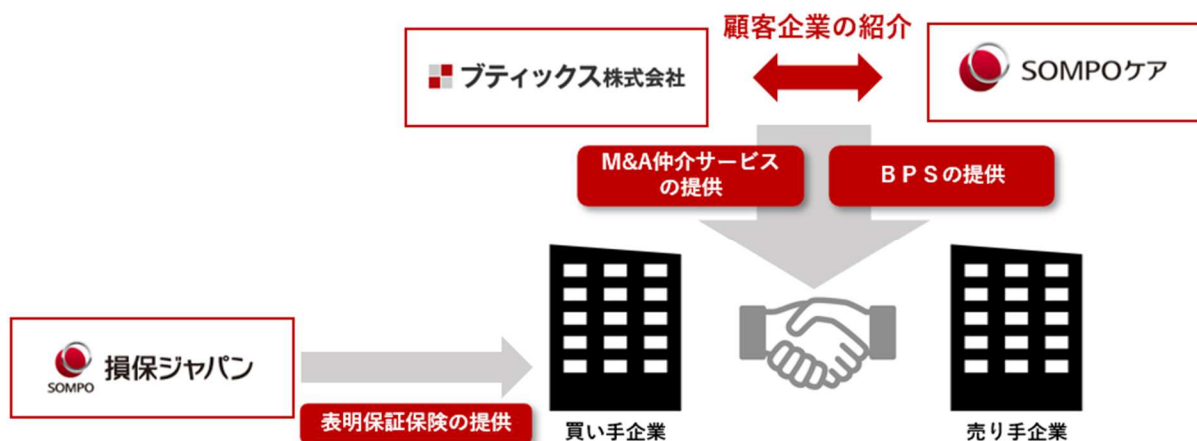 顧客企業の紹介
ブティックス株式会社
SOMPOケア
M&A仲介サービス
の提供
BPSの提供
SOMPO
損保ジャパン
表明保証保険の提供
買い手企業
売り手企業